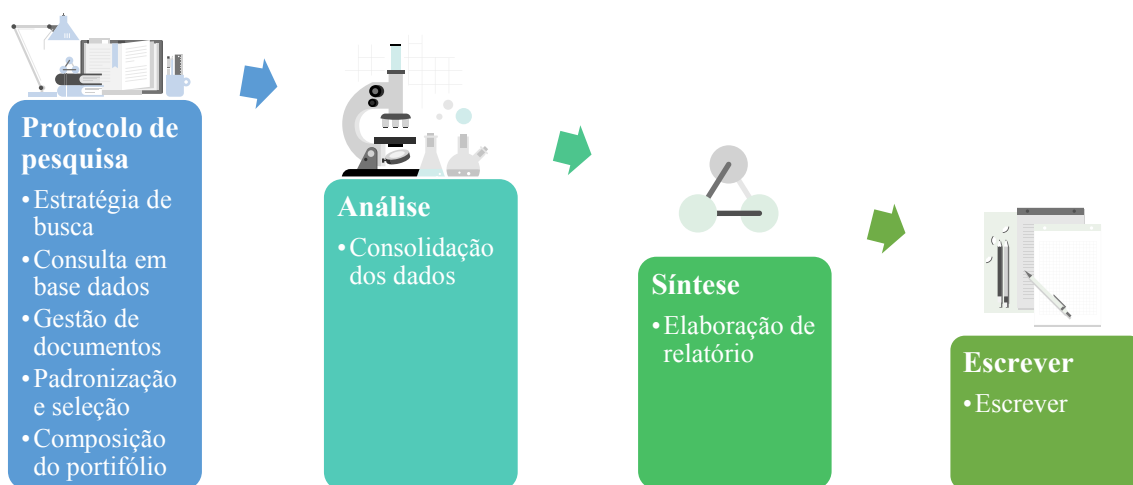 Protocolo de
pesquisa
• Estratégia de
busca
• Consulta em
base dados
• Gestão de
documentos
• Padronização
e seleção
• Composição
do portifólio
Análise
• Consolidação
dos dados
Síntese
• Elaboração de
relatório
Escrever
• Escrever